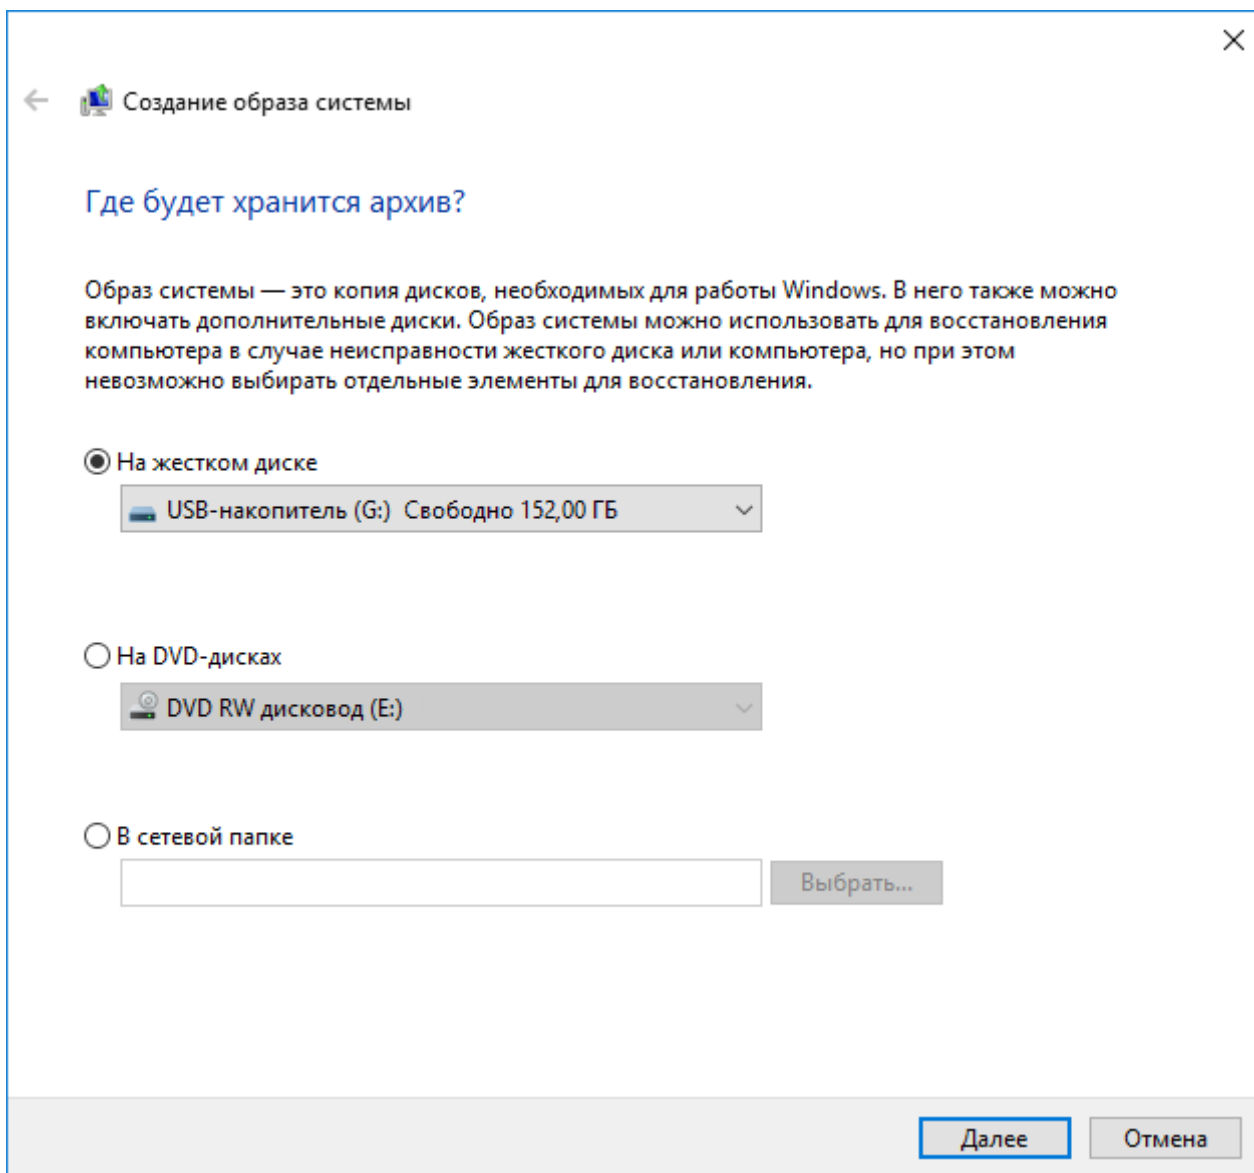 Создание образа системы
Где будет хранится архив?
Образ системы — это копия дисков, необходимых для работы Windows. В него также можно
включать дополнительные диски. Образ системы можно использовать для восстановления
компьютера в случае неисправности жесткого диска или компьютера, но при этом
невозможно выбирать отдельные элементы для восстановления.
На жестком диске
USB-накопитель (G:)  Свободно 152,00 ГБ
На DVD-дисках
DVD RW дисковод (E:)
В сетевой папке
Выбрать...
Далее
Отмена